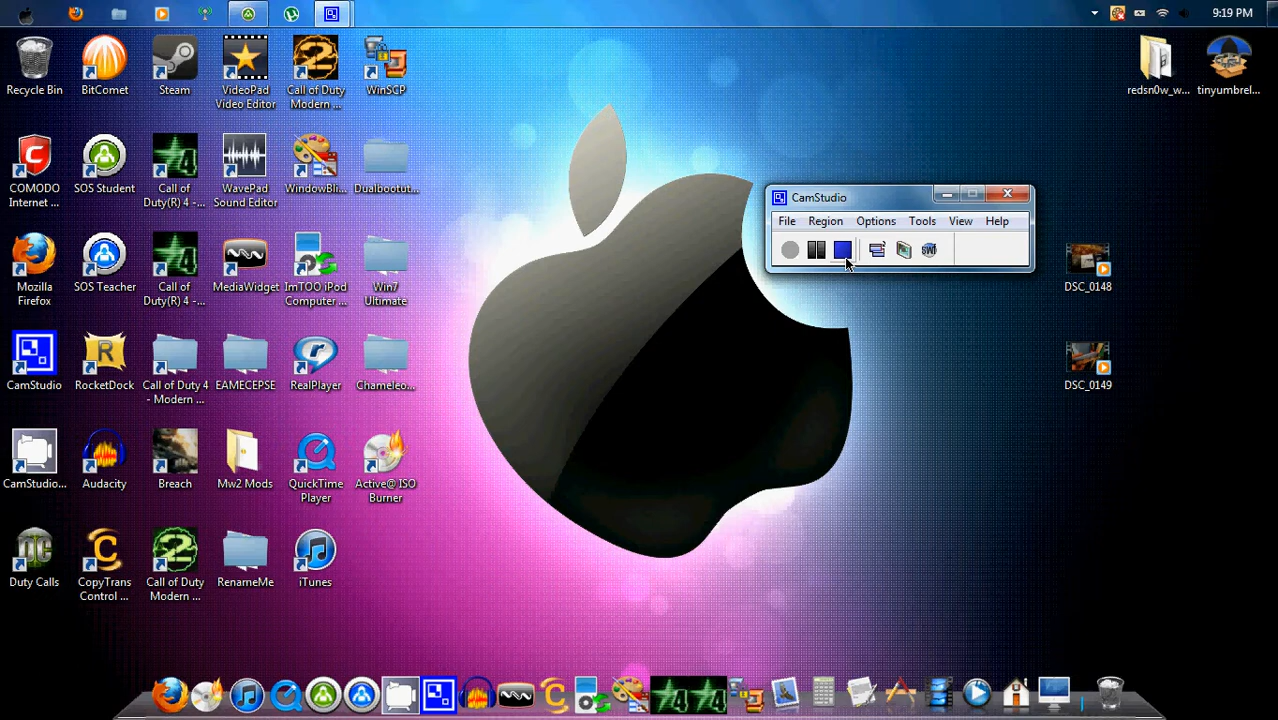 9:19 PM
Recycle Bin
BitComet
Steam
VideoPad
Video Editor
Call of Duty
Modern ...
WinSCP
redsn0w_w...
tinyumbrel...
COMODO
Internet ...
SOS Student
Call of
Duty(R) 4 -...
WavePad
Sound Editor
WindowBli...
Dualbootut...
CamStudio
File
Region
Options
Tools
View
Help
Mozilla
Firefox
SOS Teacher
Call of
Duty(R) 4 -...
MediaWidget
ImTOO iPod
Computer ...
Win7
Ultimate
DSC_0148
CamStudio
RocketDock
Call of Duty 4
- Modern ...
EAMECEPSE
RealPlayer
Chameleo...
DSC_0149
CamStudio...
Audacity
Breach
Mw2 Mods
QuickTime
Player
Active@ ISO
Burner
Duty Calls
CopyTrans
Control ...
Call of Duty
Modern ...
RenameMe
iTunes